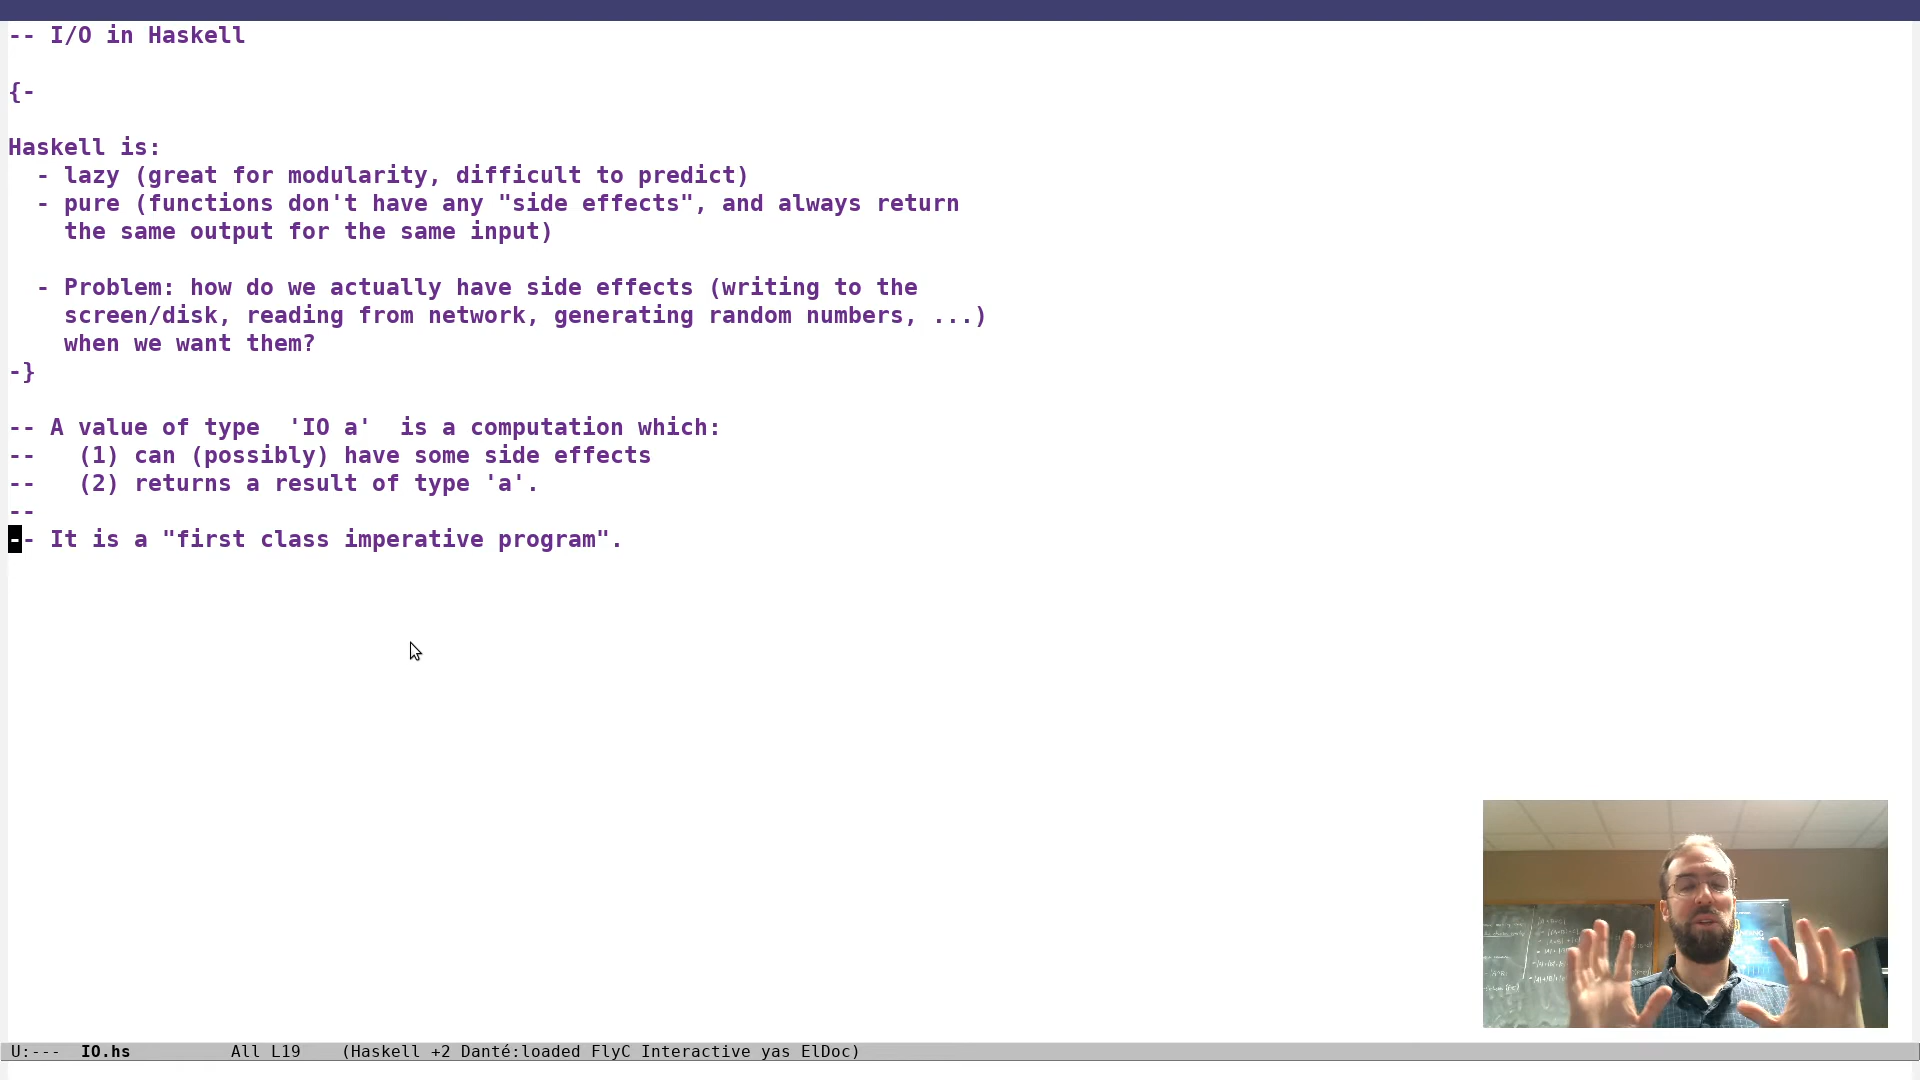 -- I/O in Haskell
{-
Haskell is:
- lazy (great for modularity, difficult to predict)
- pure (functions don't have any "side effects", and always return
the same output for the same input)
- Problem: how do we actually have side effects (writing to the
screen/disk, reading from network, generating random numbers, ...)
when we want them?
-}
-- A value of type  'IO a'  is a computation which:
--   (1) can (possibly) have some side effects
--   (2) returns a result of type 'a'.
--
-- It is a "first class imperative program".
U:---  IO.hs          All L19    (Haskell +2 Danté:loaded FlyC Interactive yas ElDoc)